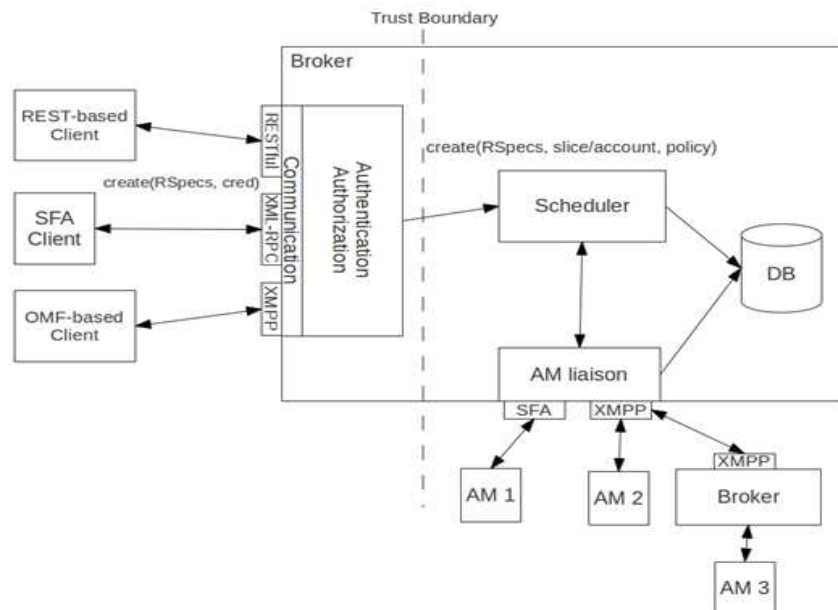 Trust Boundary
Broker
REST-based
Client
RESTful
Communication
Authentication
Authorization
create(RSpecs, slice/account, policy)
create(RSpecs, cred)
SFA
Client
XML-RPC
Scheduler
DB
OMF-based
Client
XMPP
AM liaison
SFA
XMPP
XMPP
AM 1
AM 2
Broker
AM 3